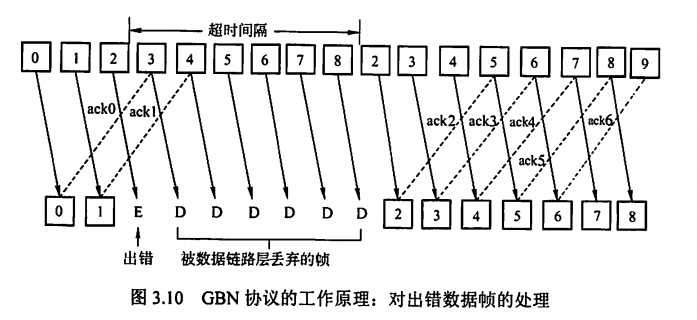 超时间隔
0 1 2 3 4 5 6 7 8 2 3 4 5 6 7 8 9
ack0 ack1 ack2 ack3 ack4 ack6
ack5
0 1 E D D D D D D 2 3 4 5 6 7 8
出错 被数据链路层丢弃的帧
图 3.10 GBN 协议的工作原理：对出错数据帧的处理